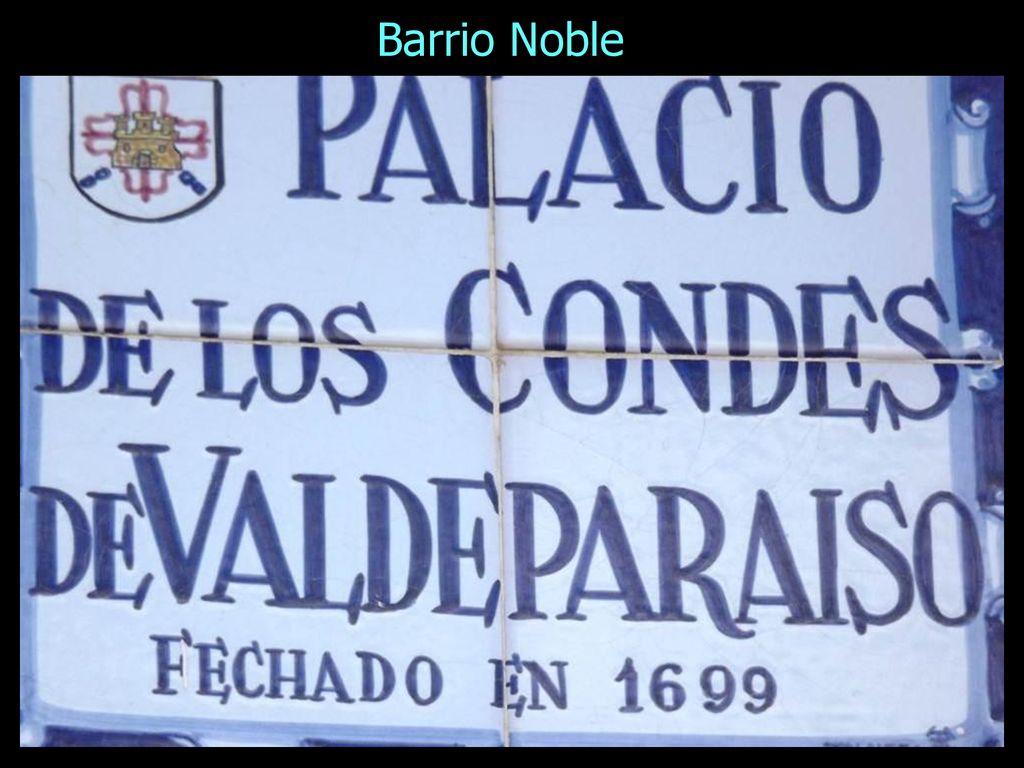 Barrio Noble
PALACIO
DE LOS CONDES
DE VALDEPARAISO
FECHADO EN 1699